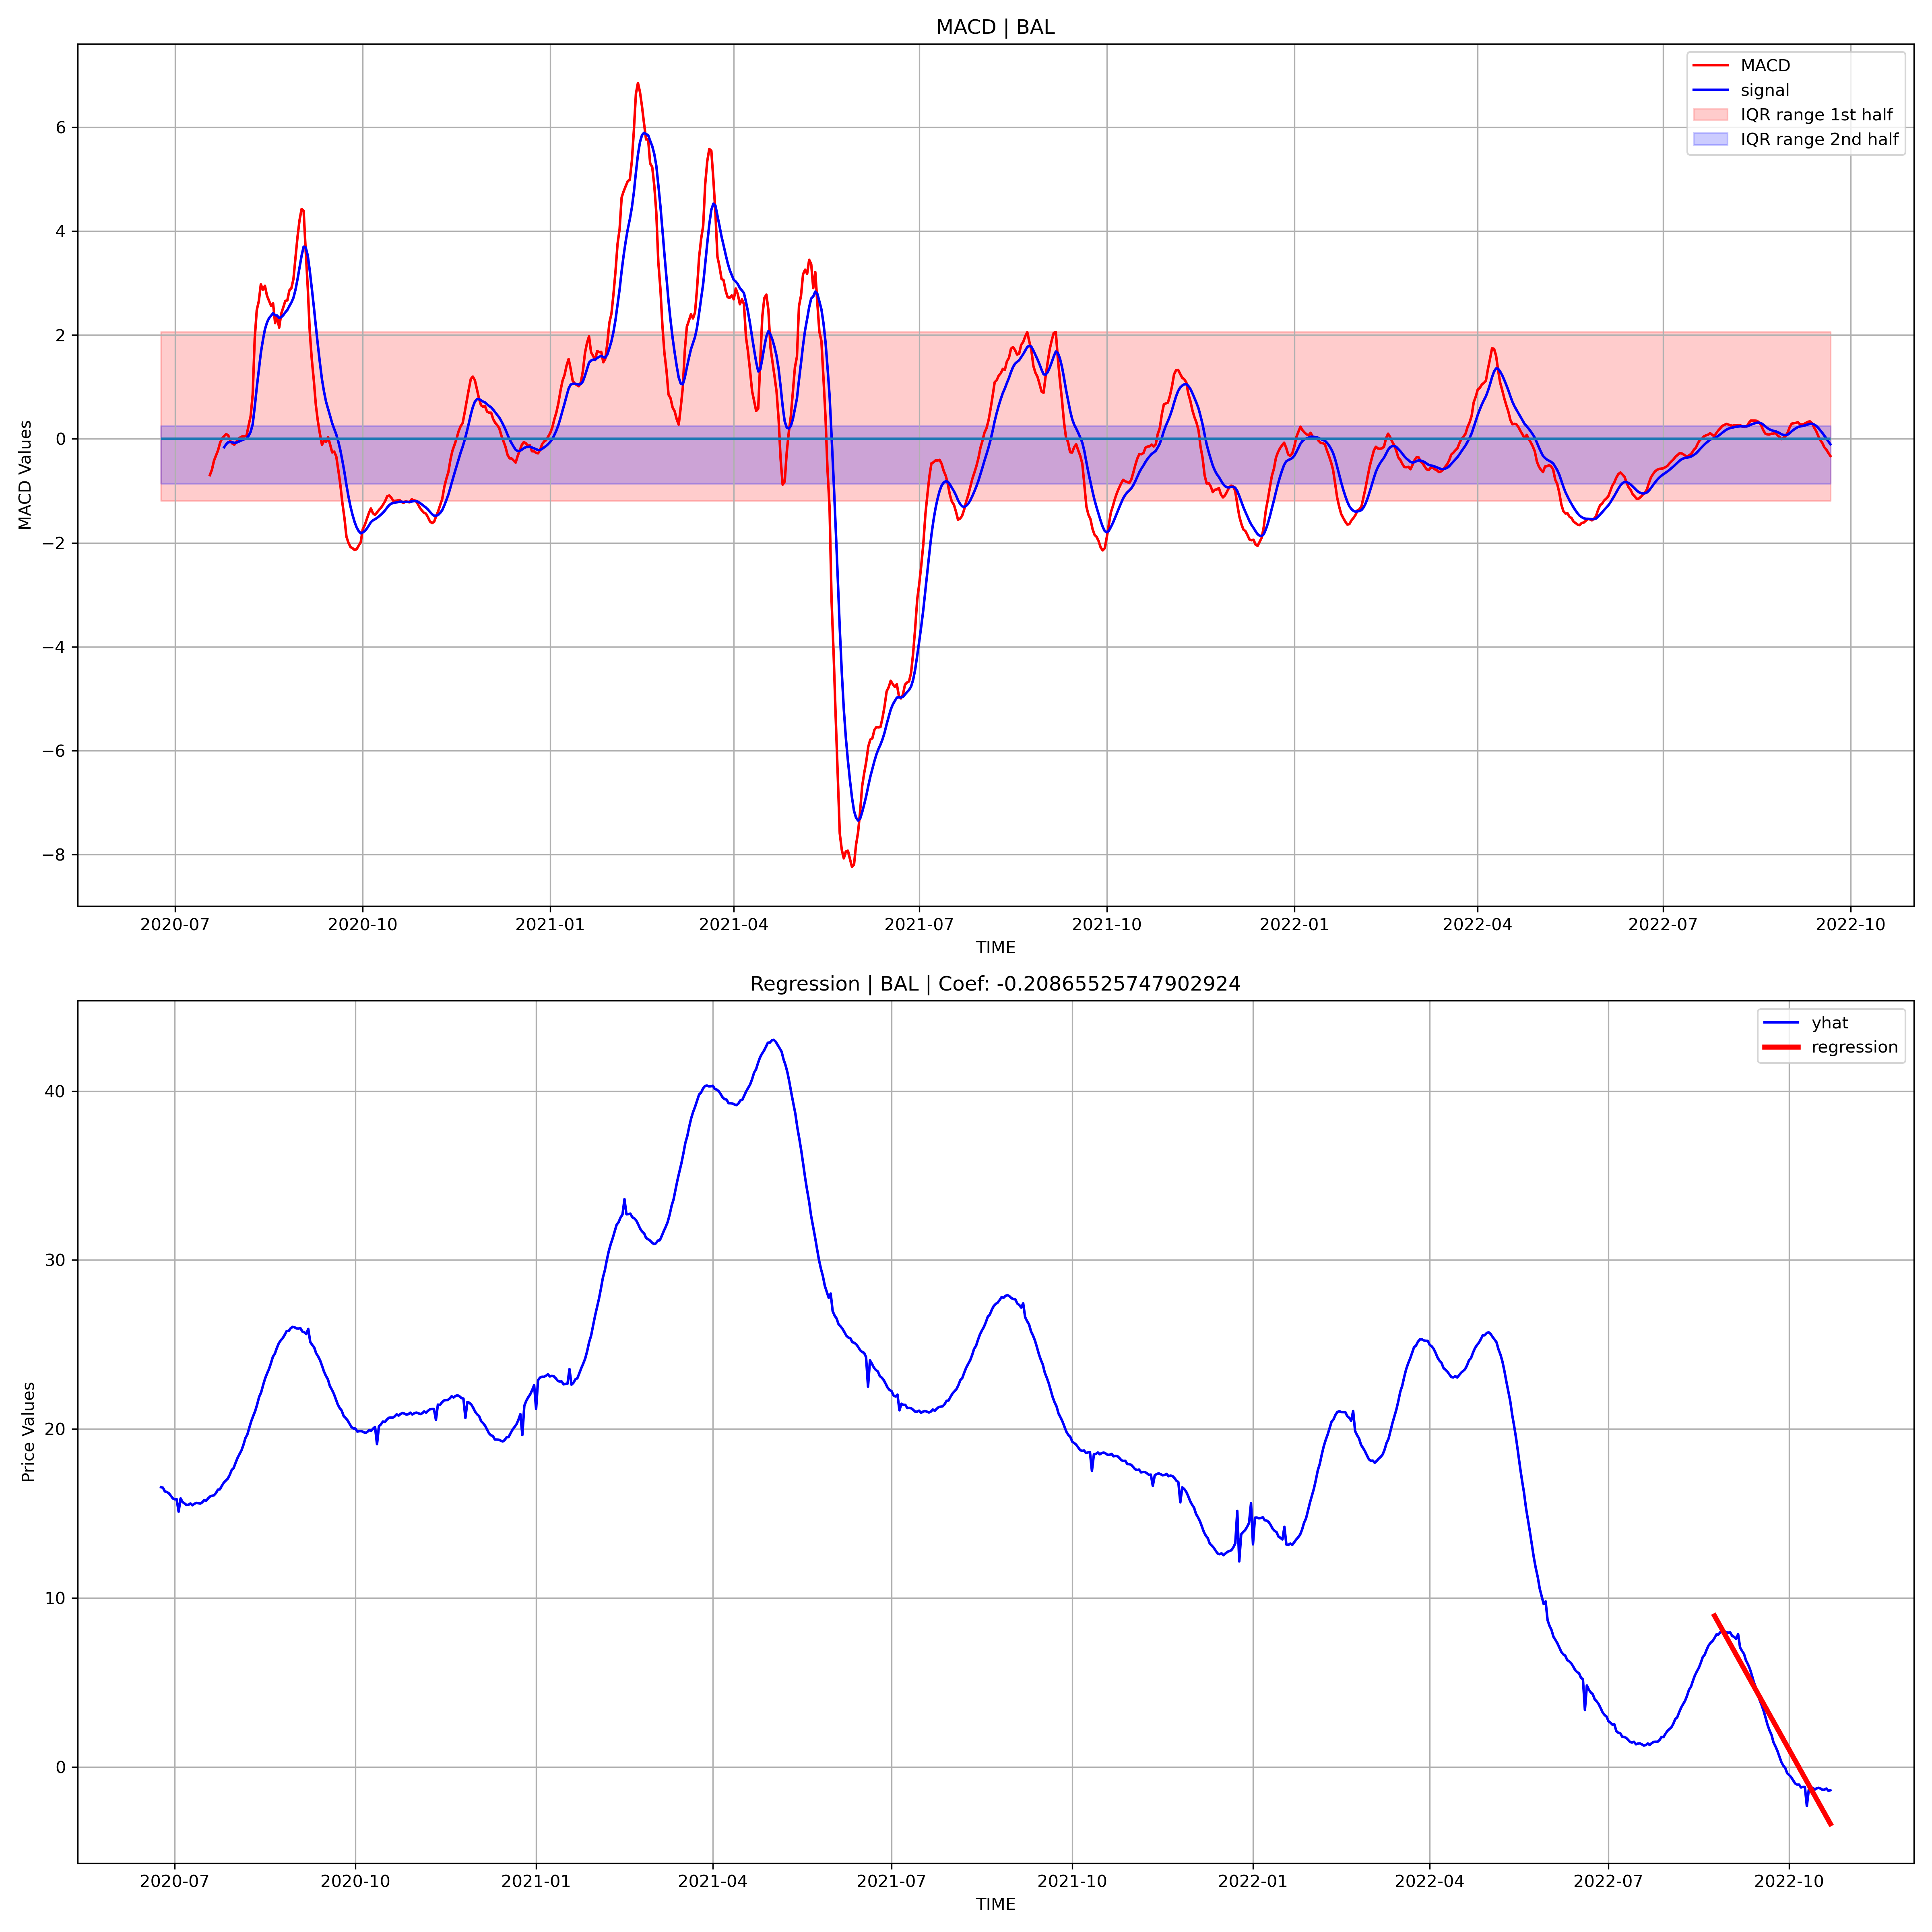 MACD | BAL
MACD
signal
IQR range 1st half
IQR range 2nd half
MACD Values
6
4
2
0
−2
−4
−6
−8
2020-07 2020-10 2021-01 2021-04 2021-07 2021-10 2022-01 2022-04 2022-07 2022-10
TIME
Regression | BAL | Coef: -0.20865525747902924
yhat
regression
Price Values
40
30
20
10
0
2020-07 2020-10 2021-01 2021-04 2021-07 2021-10 2022-01 2022-04 2022-07 2022-10
TIME